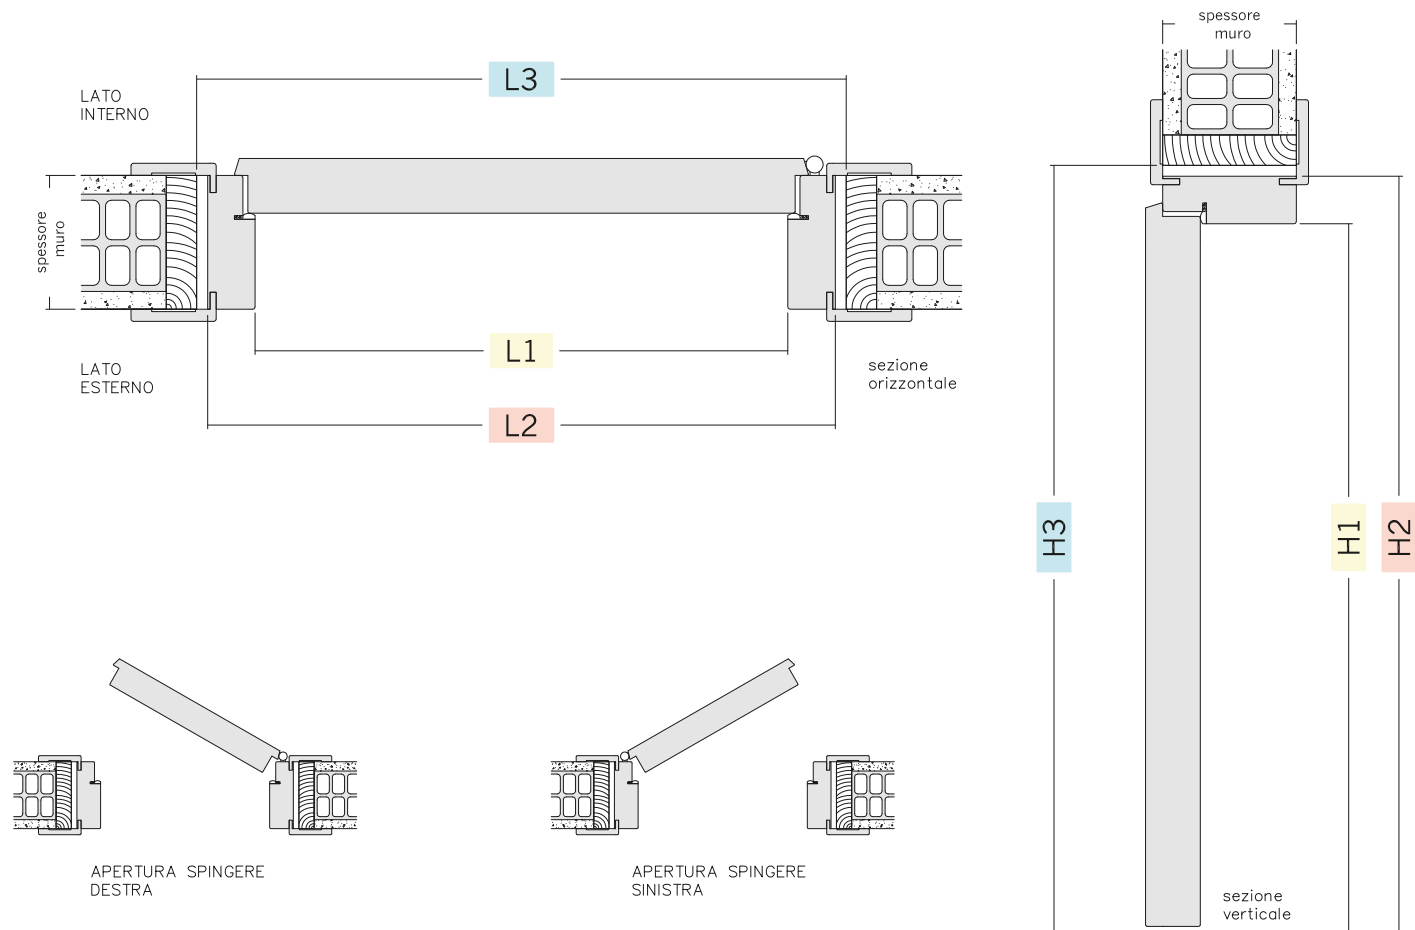 L3
LATO
INTERNO
spessore
muro
L1
LATO
ESTERNO
sezione
orizzontale
L2
APERTURA SPINGERE
DESTRA
APERTURA SPINGERE
SINISTRA
spessore
muro
H3
H1
H2
sezione
verticale